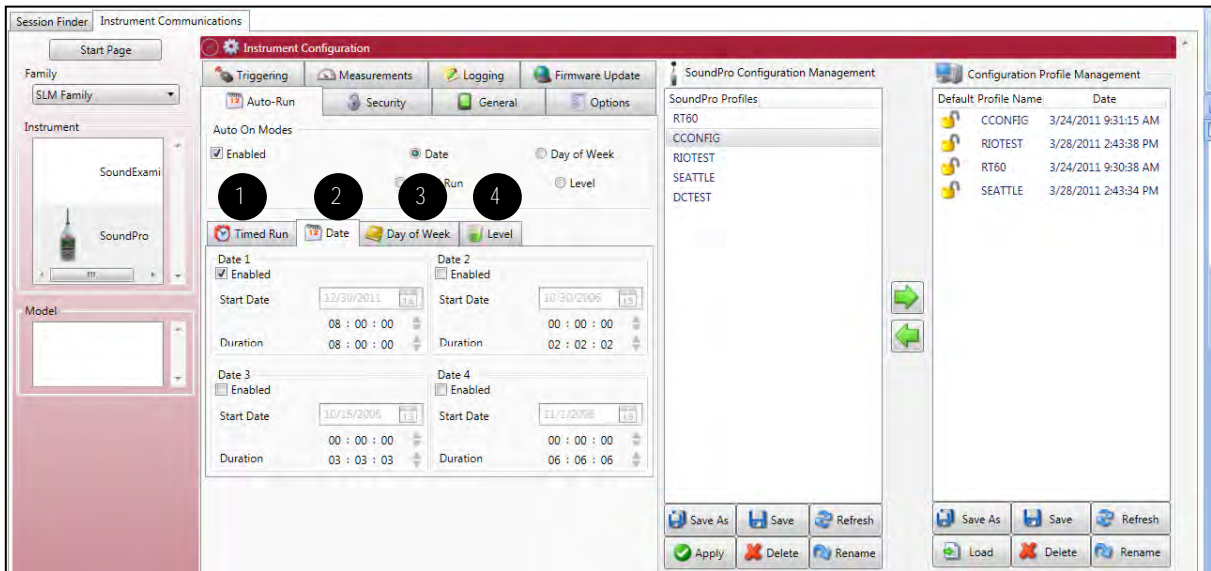 Session Finder Instrument Communications
Start Page
Family
SLM Family
Instrument
SoundExami
SoundPro
Model
Instrument Configuration
Triggering Measurements Logging Firmware Update
Auto-Run Security General Options
Auto On Modes
Enabled Date Day of Week
Run Level
1 2 3 4
Timed Run Date Day of Week Level
Date 1 Date 2
Enabled Enabled
Start Date 12/30/2011 15 Start Date 10/30/2006 15
08 : 00 : 00 00 : 00 : 00
Duration 08 : 00 : 00 Duration 02 : 02 : 02
Date 3 Date 4
Enabled Enabled
Start Date 10/16/2006 15 Start Date 11/1/2006 15
00 : 00 : 00 00 : 00 : 00
Duration 03 : 03 : 03 Duration 06 : 06 : 06
SoundPro Configuration Management
SoundPro Profiles
RT60
CCONFIG
RIOTEST
SEATTLE
DCTEST
Save As Save Refresh
Apply Delete Rename
Configuration Profile Management
Default Profile Name Date
CCONFIG 3/24/2011 9:31:15 AM
RIOTEST 3/28/2011 2:43:38 PM
RT60 3/24/2011 9:30:38 AM
SEATTLE 3/28/2011 2:43:34 PM
Save As Save Refresh
Load Delete Rename